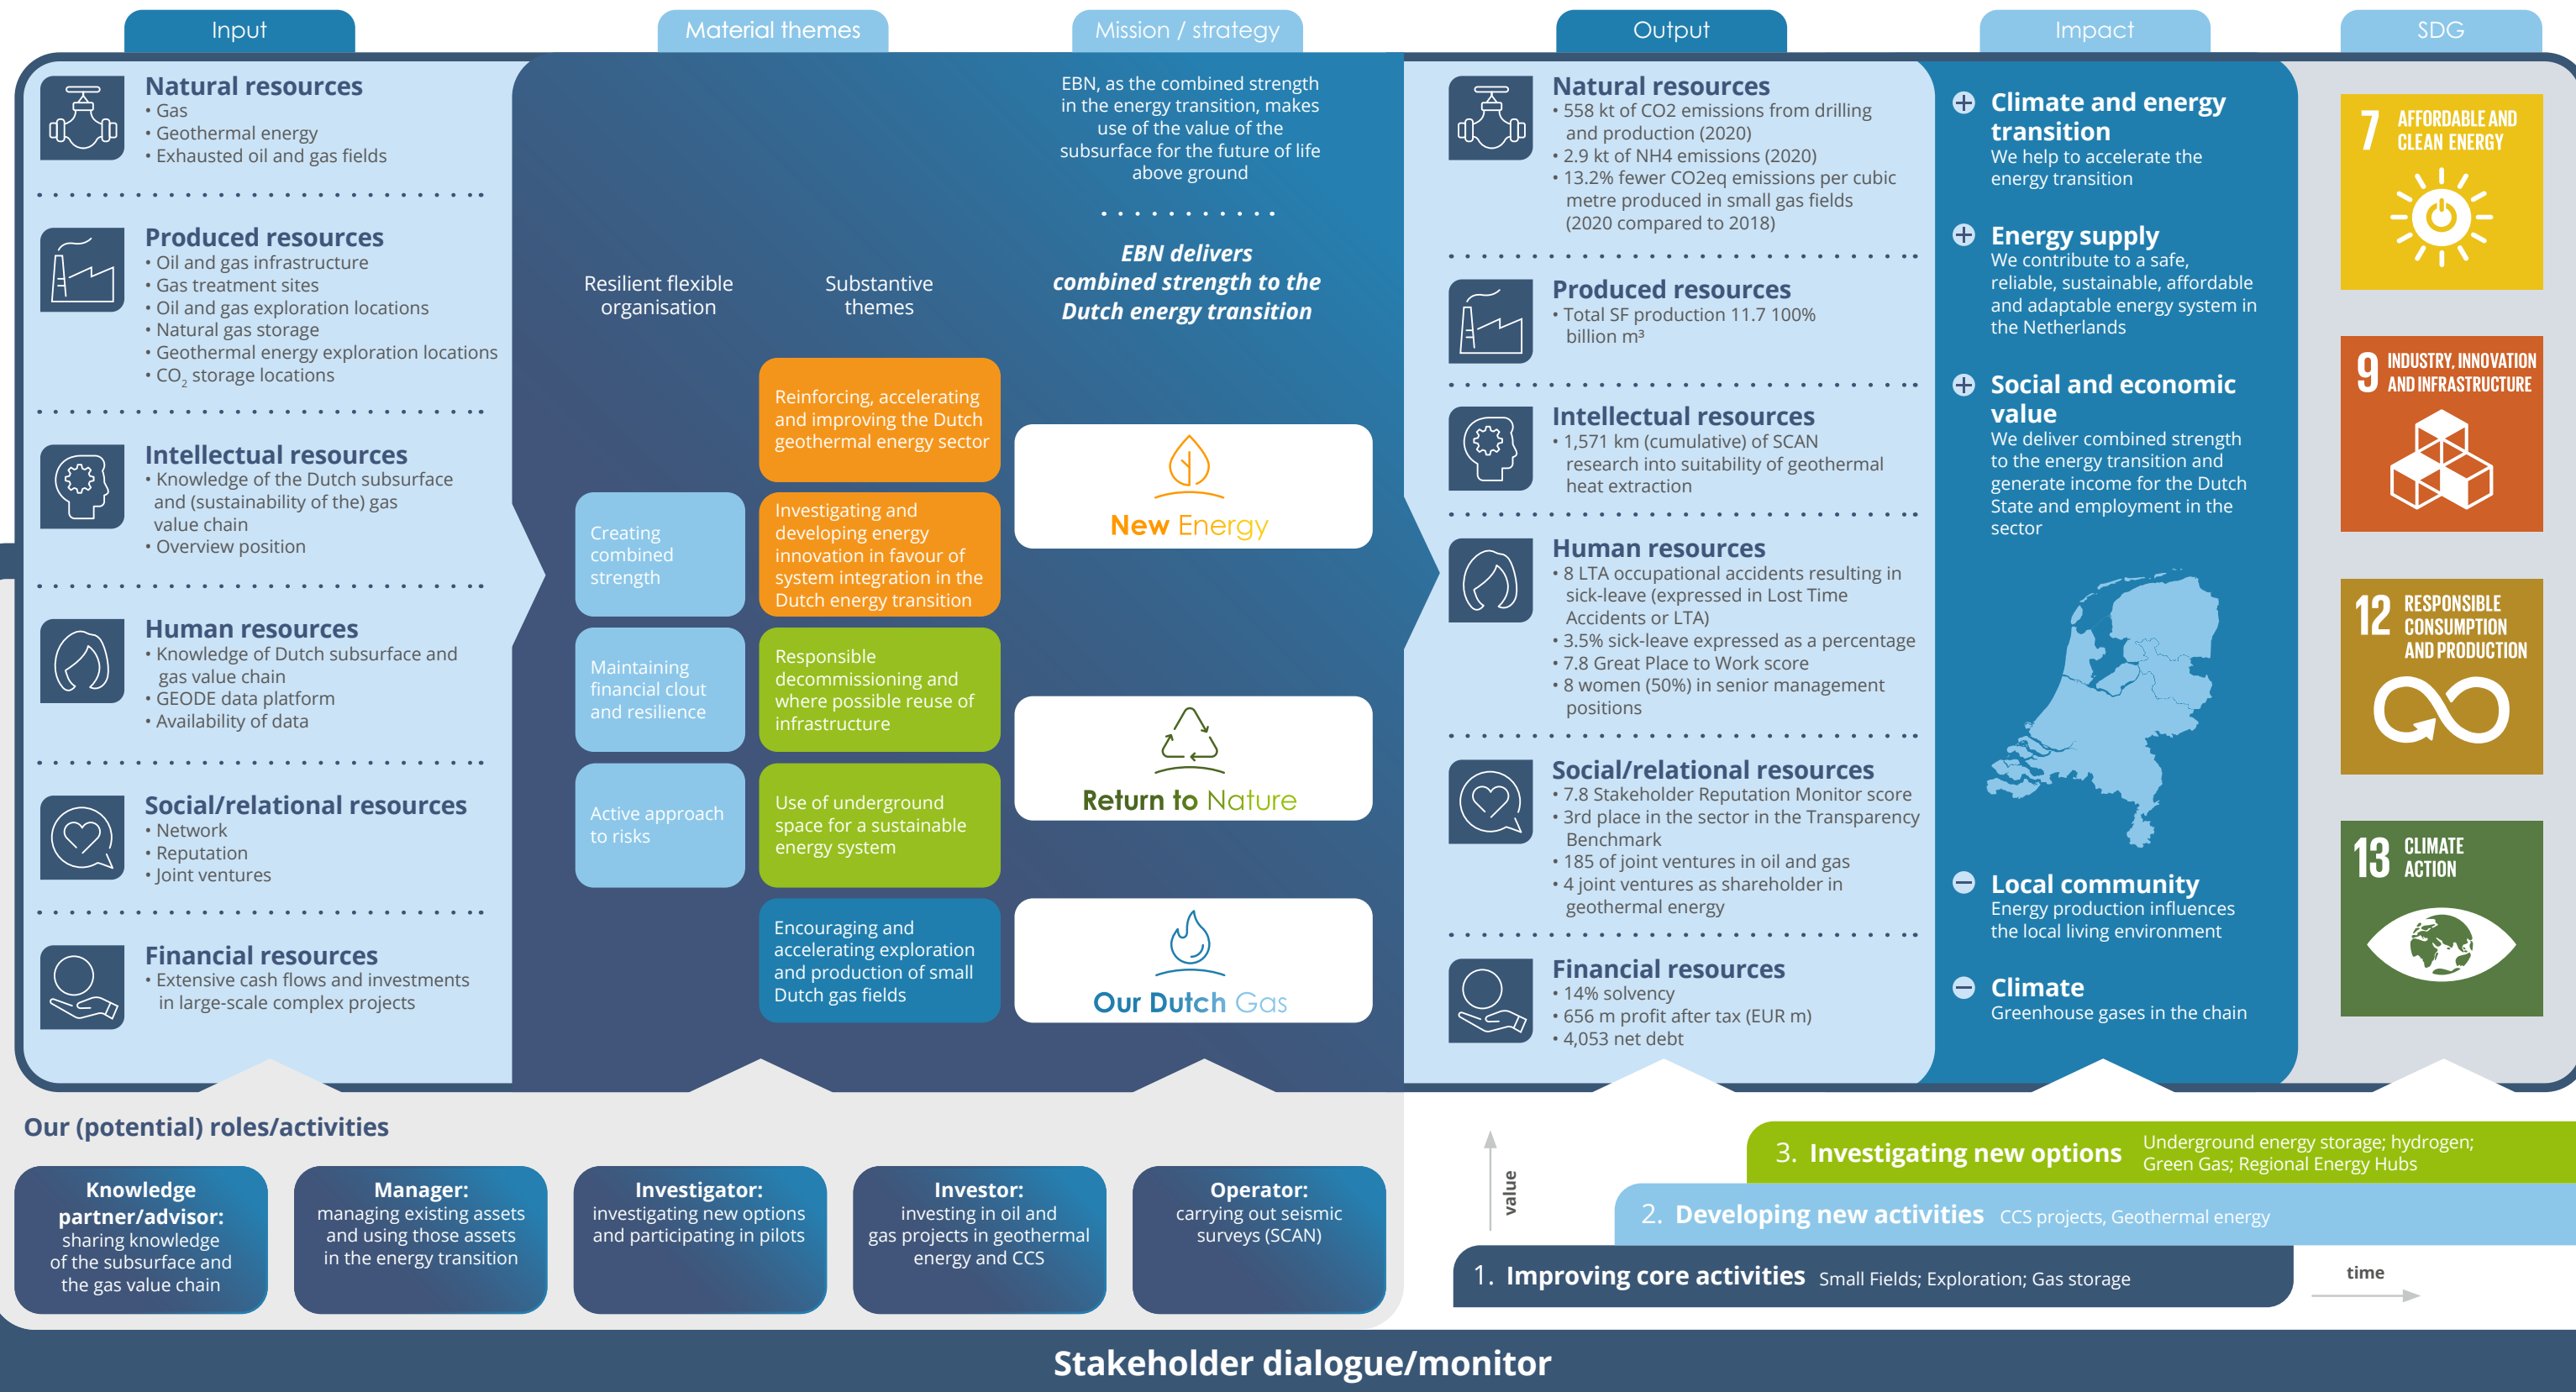 Input
Material themes
Mission / strategy
Output
Impact
SDG
Natural resources
• Gas
• Geothermal energy
• Exhausted oil and gas fields
Produced resources
• Oil and gas infrastructure
• Gas treatment sites
• Oil and gas exploration locations
• Natural gas storage
• Geothermal energy exploration locations
• CO₂ storage locations
Intellectual resources
• Knowledge of the Dutch subsurface
and (sustainability of the) gas
value chain
• Overview position
Human resources
• Knowledge of Dutch subsurface and
gas value chain
• GEODE data platform
• Availability of data
Social/relational resources
• Network
• Reputation
• Joint ventures
Financial resources
• Extensive cash flows and investments
in large-scale complex projects
Resilient flexible
organisation
Creating
combined
strength
Maintaining
financial clout
and resilience
Active approach
to risks
Substantive
themes
Reinforcing, accelerating
and improving the Dutch
geothermal energy sector
Investigating and
developing energy
innovation in favour of
system integration in the
Dutch energy transition
Responsible
decommissioning and
where possible reuse of
infrastructure
Use of underground
space for a sustainable
energy system
Encouraging and
accelerating exploration
and production of small
Dutch gas fields
EBN, as the combined strength
in the energy transition, makes
use of the value of the
subsurface for the future of life
above ground
EBN delivers
combined strength to the
Dutch energy transition
New Energy
Return to Nature
Our Dutch Gas
Natural resources
• 558 kt of CO2 emissions from drilling
and production (2020)
• 2.9 kt of NH4 emissions (2020)
• 13.2% fewer CO2eq emissions per cubic
metre produced in small gas fields
(2020 compared to 2018)
Produced resources
• Total SF production 11.7 100%
billion m³
Intellectual resources
• 1,571 km (cumulative) of SCAN
research into suitability of geothermal
heat extraction
Human resources
• 8 LTA occupational accidents resulting in
sick-leave (expressed in Lost Time
Accidents or LTA)
• 3.5% sick-leave expressed as a percentage
• 7.8 Great Place to Work score
• 8 women (50%) in senior management
positions
Social/relational resources
• 7.8 Stakeholder Reputation Monitor score
• 3rd place in the sector in the Transparency
Benchmark
• 185 of joint ventures in oil and gas
• 4 joint ventures as shareholder in
geothermal energy
Financial resources
• 14% solvency
• 656 m profit after tax (EUR m)
• 4,053 net debt
Climate and energy
transition
We help to accelerate the
energy transition
Energy supply
We contribute to a safe,
reliable, sustainable, affordable
and adaptable energy system in
the Netherlands
Social and economic
value
We deliver combined strength
to the energy transition and
generate income for the Dutch
State and employment in the
sector
Local community
Energy production influences
the local living environment
Climate
Greenhouse gases in the chain
7 AFFORDABLE AND
CLEAN ENERGY
9 INDUSTRY, INNOVATION
AND INFRASTRUCTURE
12 RESPONSIBLE
CONSUMPTION
AND PRODUCTION
13 CLIMATE
ACTION
Our (potential) roles/activities
Knowledge
partner/advisor:
sharing knowledge
of the subsurface and
the gas value chain
Manager:
managing existing assets
and using those assets
in the energy transition
Investigator:
investigating new options
and participating in pilots
Investor:
investing in oil and
gas projects in geothermal
energy and CCS
Operator:
carrying out seismic
surveys (SCAN)
value
3. Investigating new options Underground energy storage; hydrogen;
Green Gas; Regional Energy Hubs
2. Developing new activities CCS projects, Geothermal energy
1. Improving core activities Small Fields; Exploration; Gas storage
time
Stakeholder dialogue/monitor